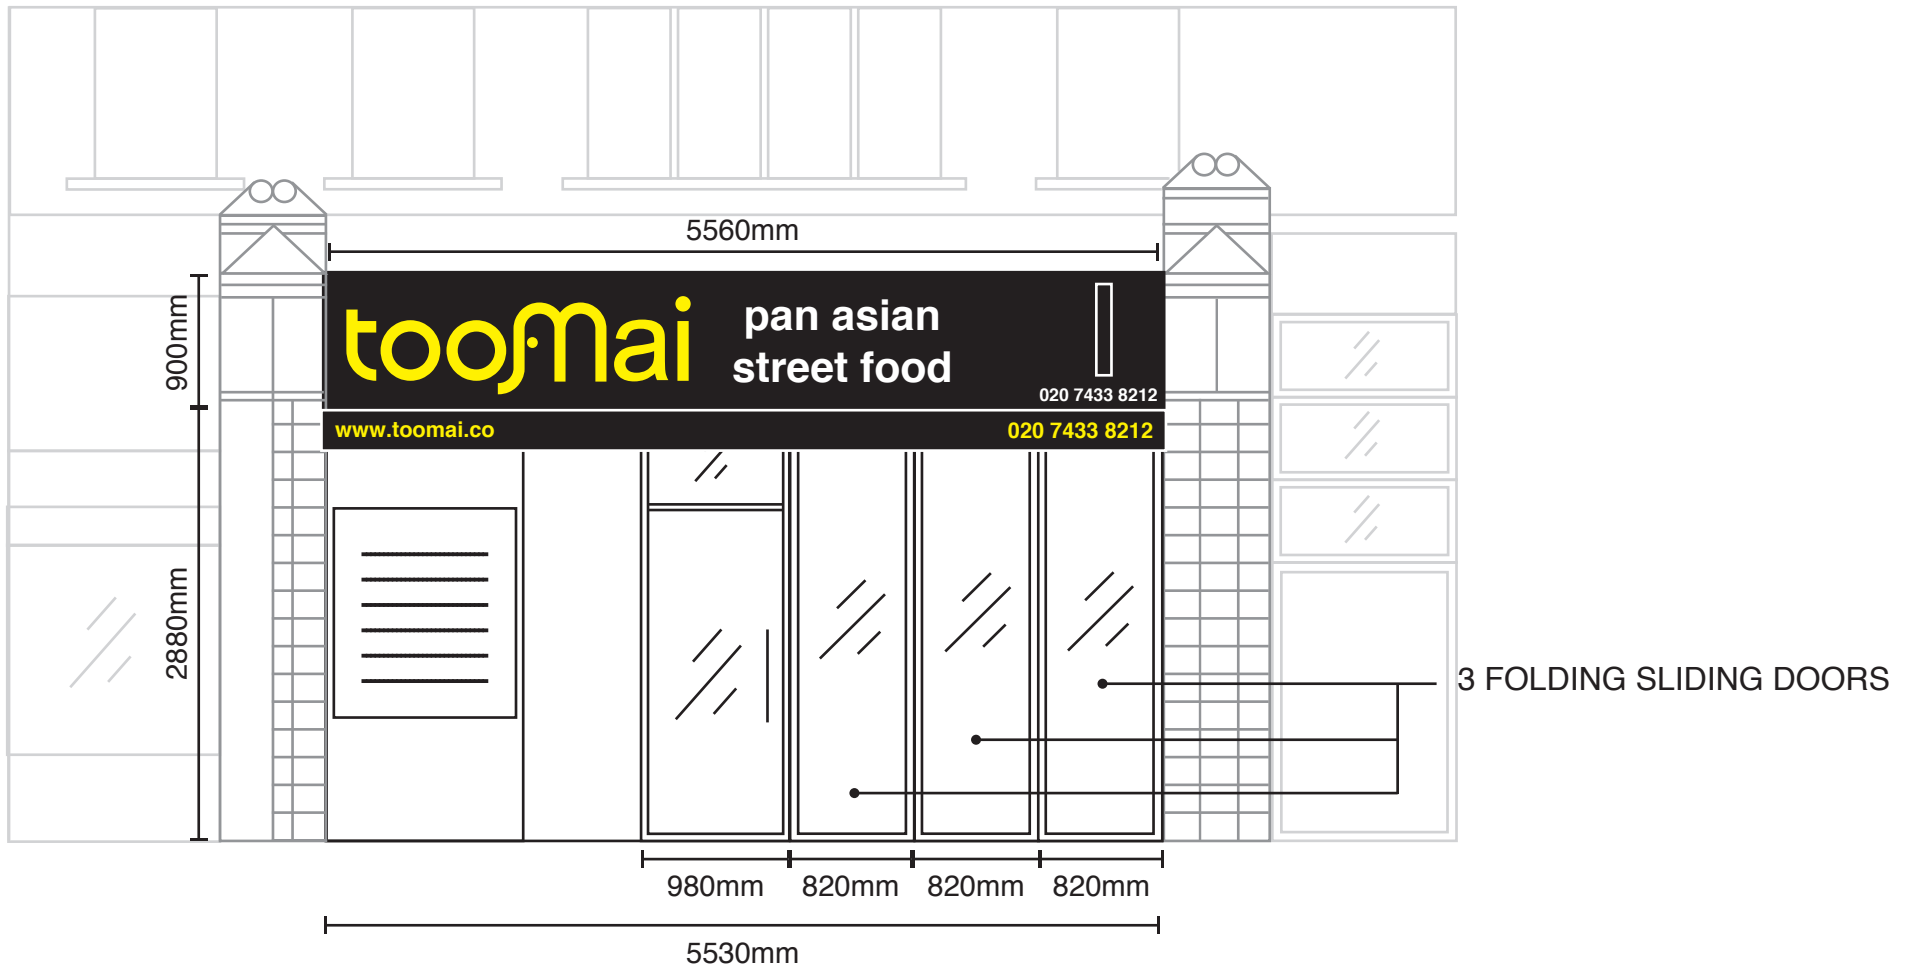 5560mm
900mm
tooMai
pan asian
street food
020 7433 8212
www.toomai.co
020 7433 8212
2880mm
3 FOLDING SLIDING DOORS
980mm
820mm
820mm
820mm
5530mm